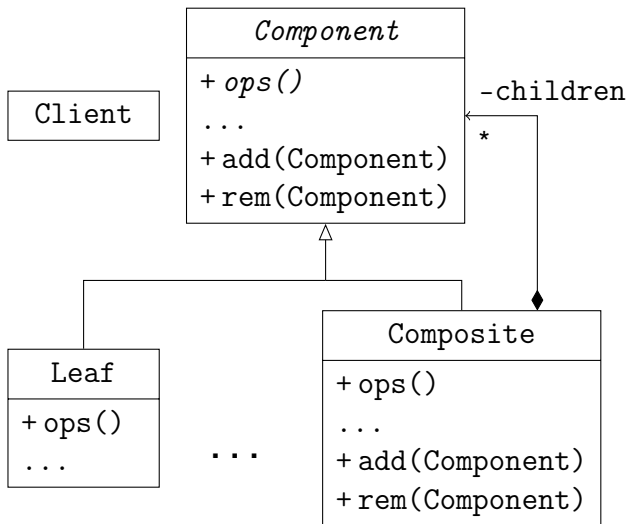 Component
+ ops()
...
+ add(Component)
+ rem(Component)
Client
-children
*
Leaf
+ ops()
...
...
Composite
+ ops()
...
+ add(Component)
+ rem(Component)